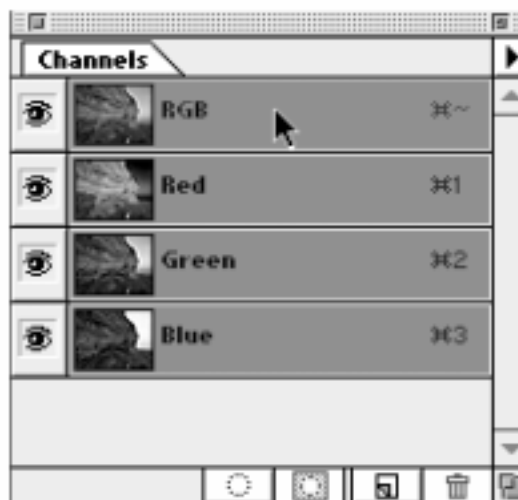 Channels
RGB ⌘~
Red ⌘1
Green ⌘2
Blue ⌘3